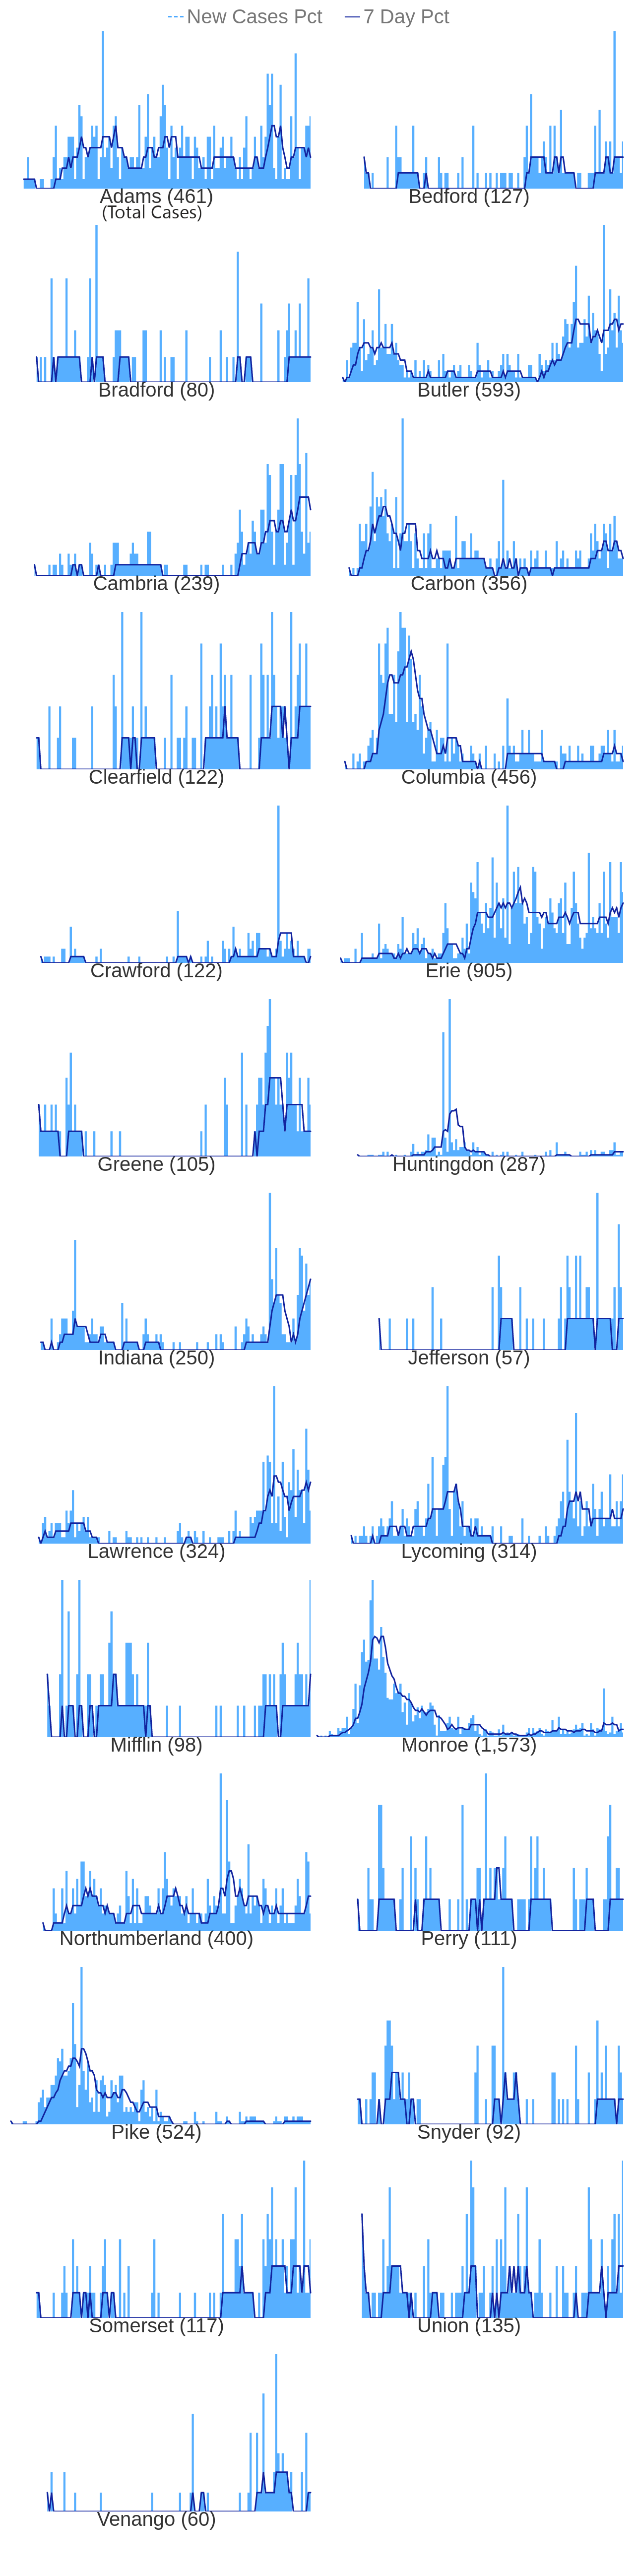 New Cases Pct 7 Day Pct
Adams (461) Bedford (127)
(Total Cases)
Bradford (80) Butler (593)
Cambria (239) Carbon (356)
Clearfield (122) Columbia (456)
Crawford (122) Erie (905)
Greene (105) Huntingdon (287)
Indiana (250) Jefferson (57)
Lawrence (324) Lycoming (314)
Mifflin (98) Monroe (1,573)
Northumberland (400) Perry (111)
Pike (524) Snyder (92)
Somerset (117) Union (135)
Venango (60)